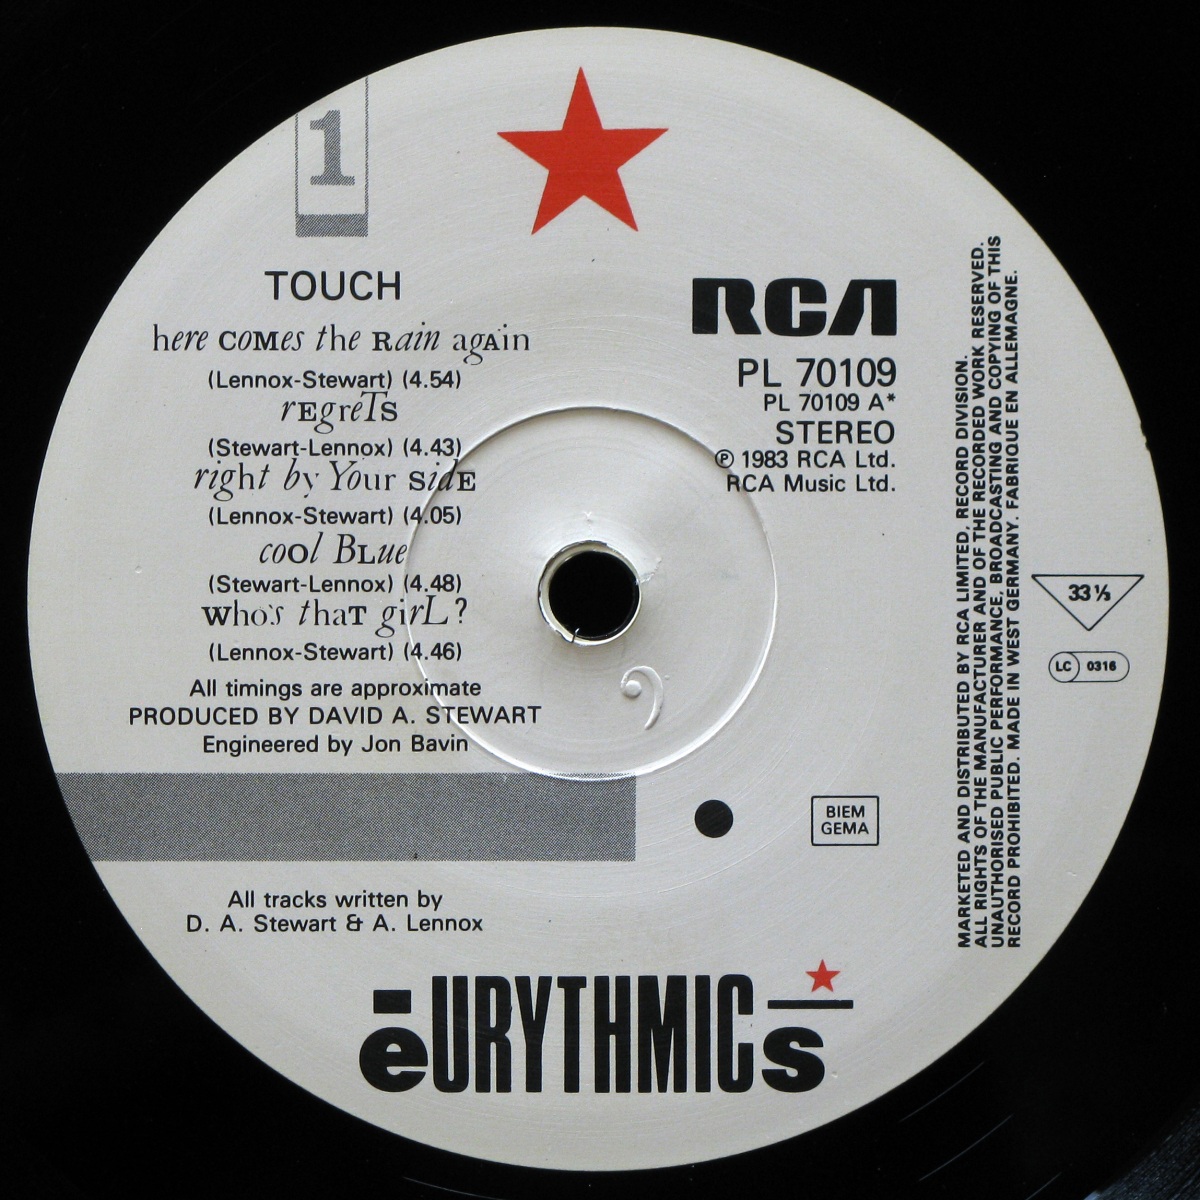 1
TOUCH
here COMes the Rain agAin
(Lennox-Stewart) (4.54)
rEgreTS
(Stewart-Lennox) (4.43)
right by Your SidE
(Lennox-Stewart) (4.05)
coOl BLue
(Stewart-Lennox) (4.48)
Who's thaT girL?
(Lennox-Stewart) (4.46)
All timings are approximate
PRODUCED BY DAVID A. STEWART
Engineered by Jon Bavin
RCA
PL 70109
PL 70109 A*
STEREO
℗ 1983 RCA Ltd.
RCA Music Ltd.
MARKETED AND DISTRIBUTED BY RCA LIMITED, RECORD DIVISION.
ALL RIGHTS OF THE MANUFACTURER AND OF THE RECORDED WORK RESERVED.
UNAUTHORISED PUBLIC PERFORMANCE, BROADCASTING AND COPYING OF THIS
RECORD PROHIBITED. MADE IN WEST GERMANY. FABRIQUE EN ALLEMAGNE.
33 ⅓
LC 0316
BIEM
GEMA
All tracks written by
D. A. Stewart & A. Lennox
eURYTHMICs